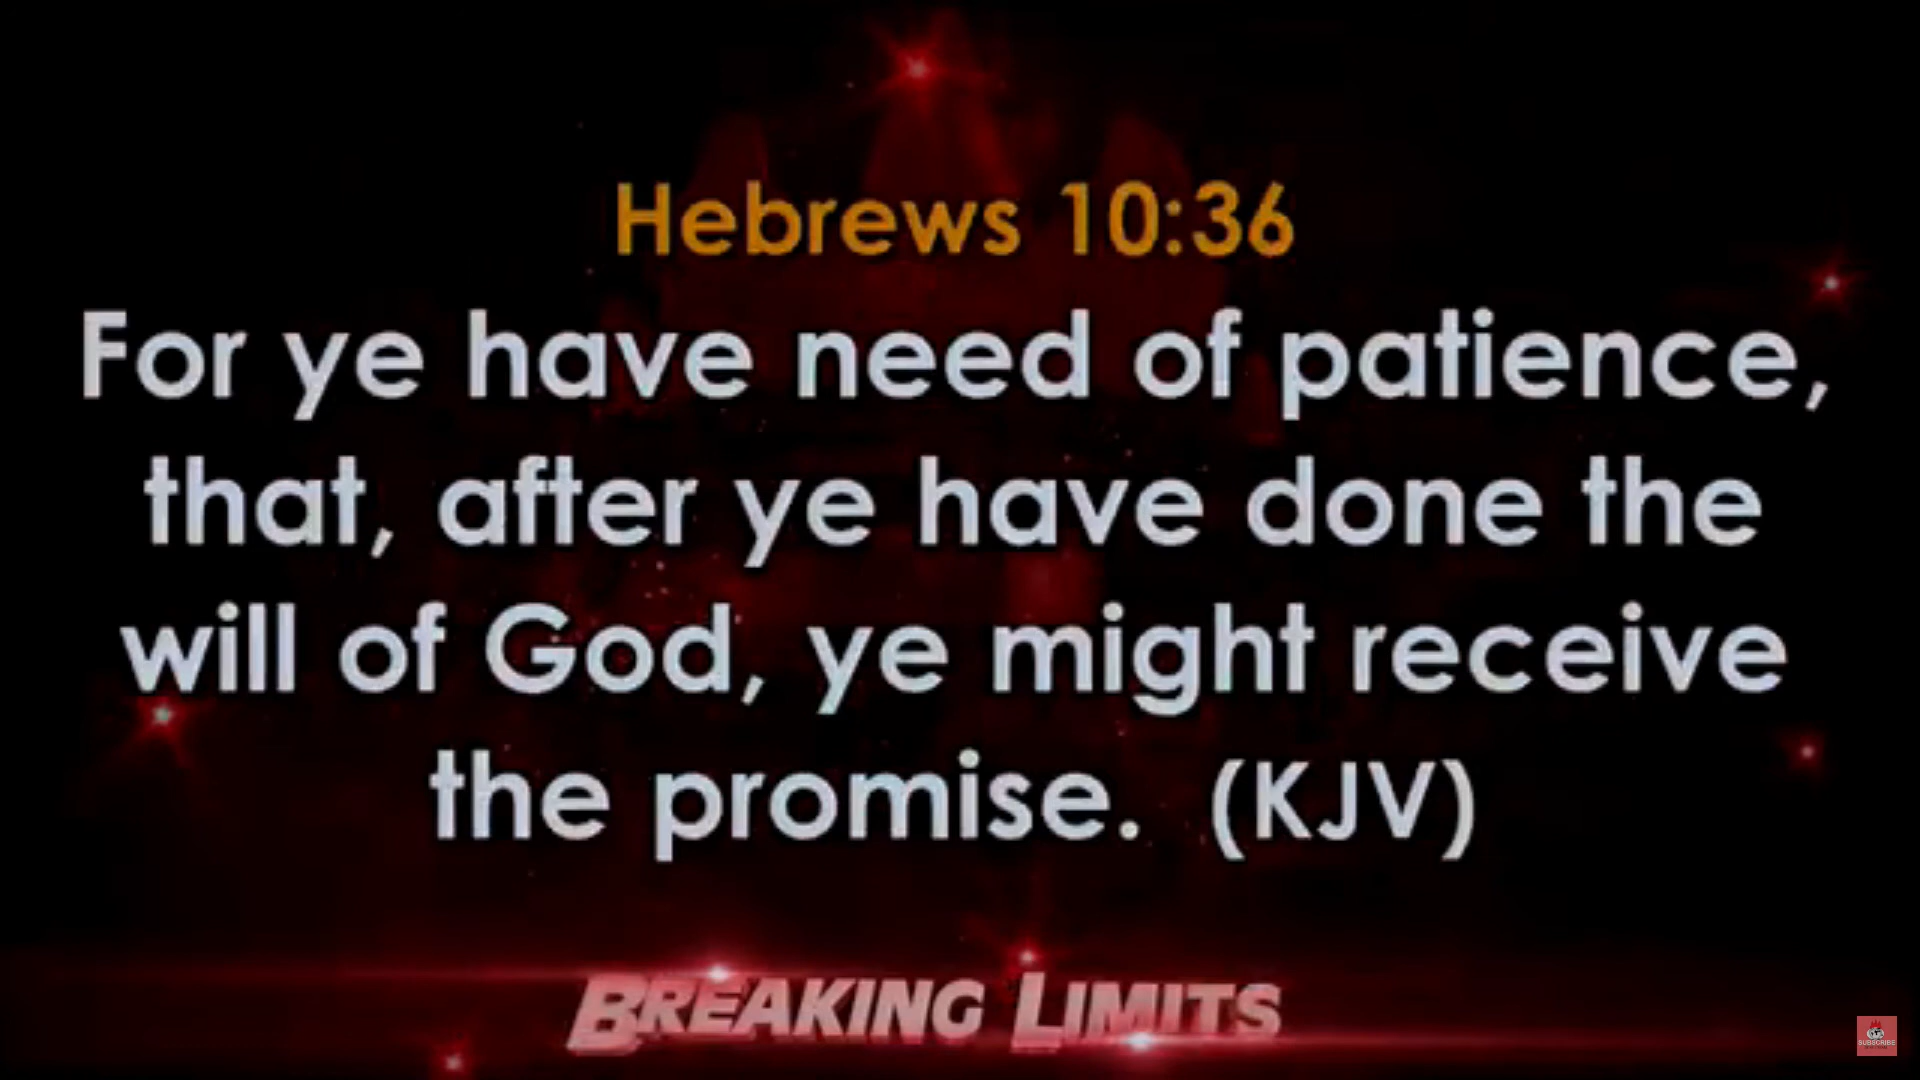 Hebrews 10:36
For ye have need of patience,
that, after ye have done the
will of God, ye might receive
the promise. (KJV)
BREAKING LIMITS
SUBSCRIBE